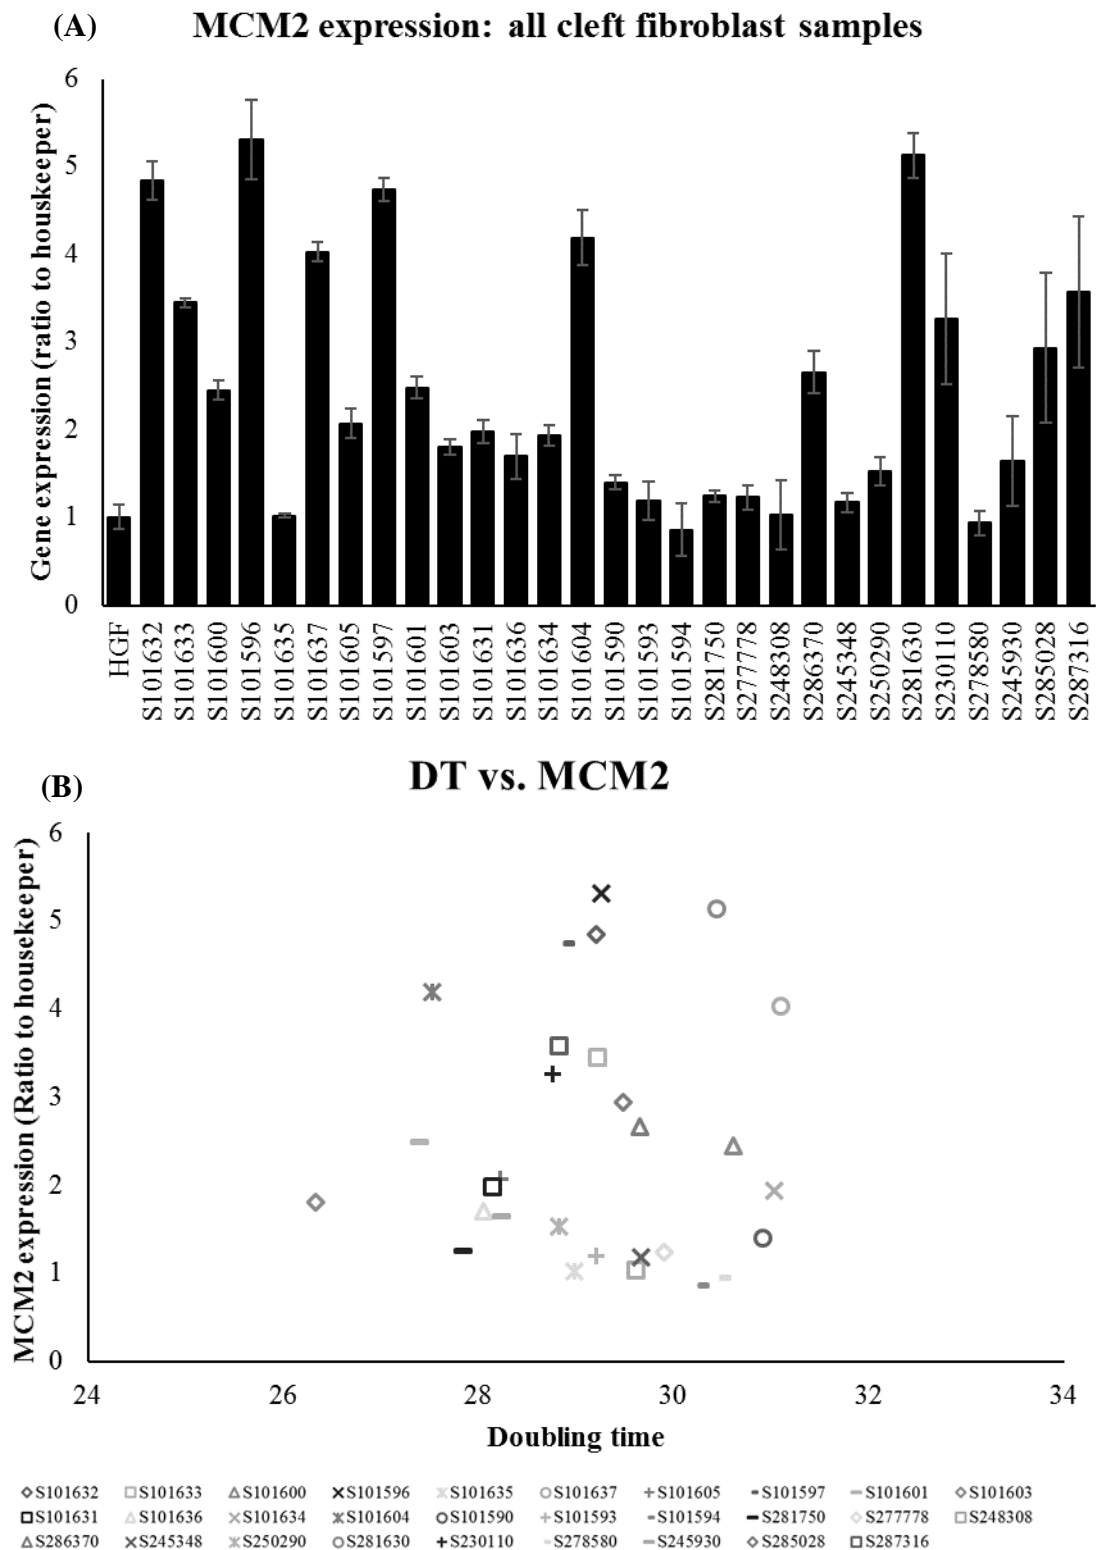 (A) MCM2 expression: all cleft fibroblast samples
Gene expression (ratio to houskeeper)
6
5
4
3
2
1
0
HGF
S101632
S101633
S101600
S101596
S101635
S101637
S101605
S101597
S101601
S101603
S101631
S101636
S101634
S101604
S101590
S101593
S101594
S281750
S277778
S248308
S286370
S245348
S250290
S281630
S230110
S278580
S245930
S285028
S287316
(B) DT vs. MCM2
MCM2 expression (Ratio to housekeeper)
6
5
4
3
2
1
0
24 26 28 30 32 34
Doubling time
S101632 S101633 S101600 S101596 S101635 S101637 S101605 S101597 S101601 S101603
S101631 S101636 S101634 S101604 S101590 S101593 S101594 S281750 S277778 S248308
S286370 S245348 S250290 S281630 S230110 S278580 S245930 S285028 S287316